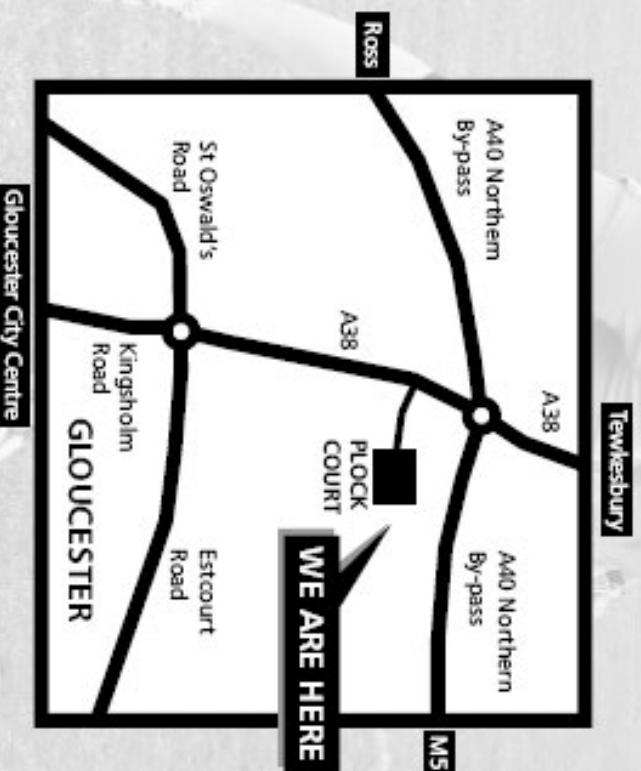 Tewkesbury
A38
A40 Northern
By-pass
A40 Northern
By-pass
M5
Ross
A38
PLOCK
COURT
WE ARE HERE
St Oswald's
Road
Estcourt
Road
Kingsholm
Road
GLOUCESTER
Gloucester City Centre